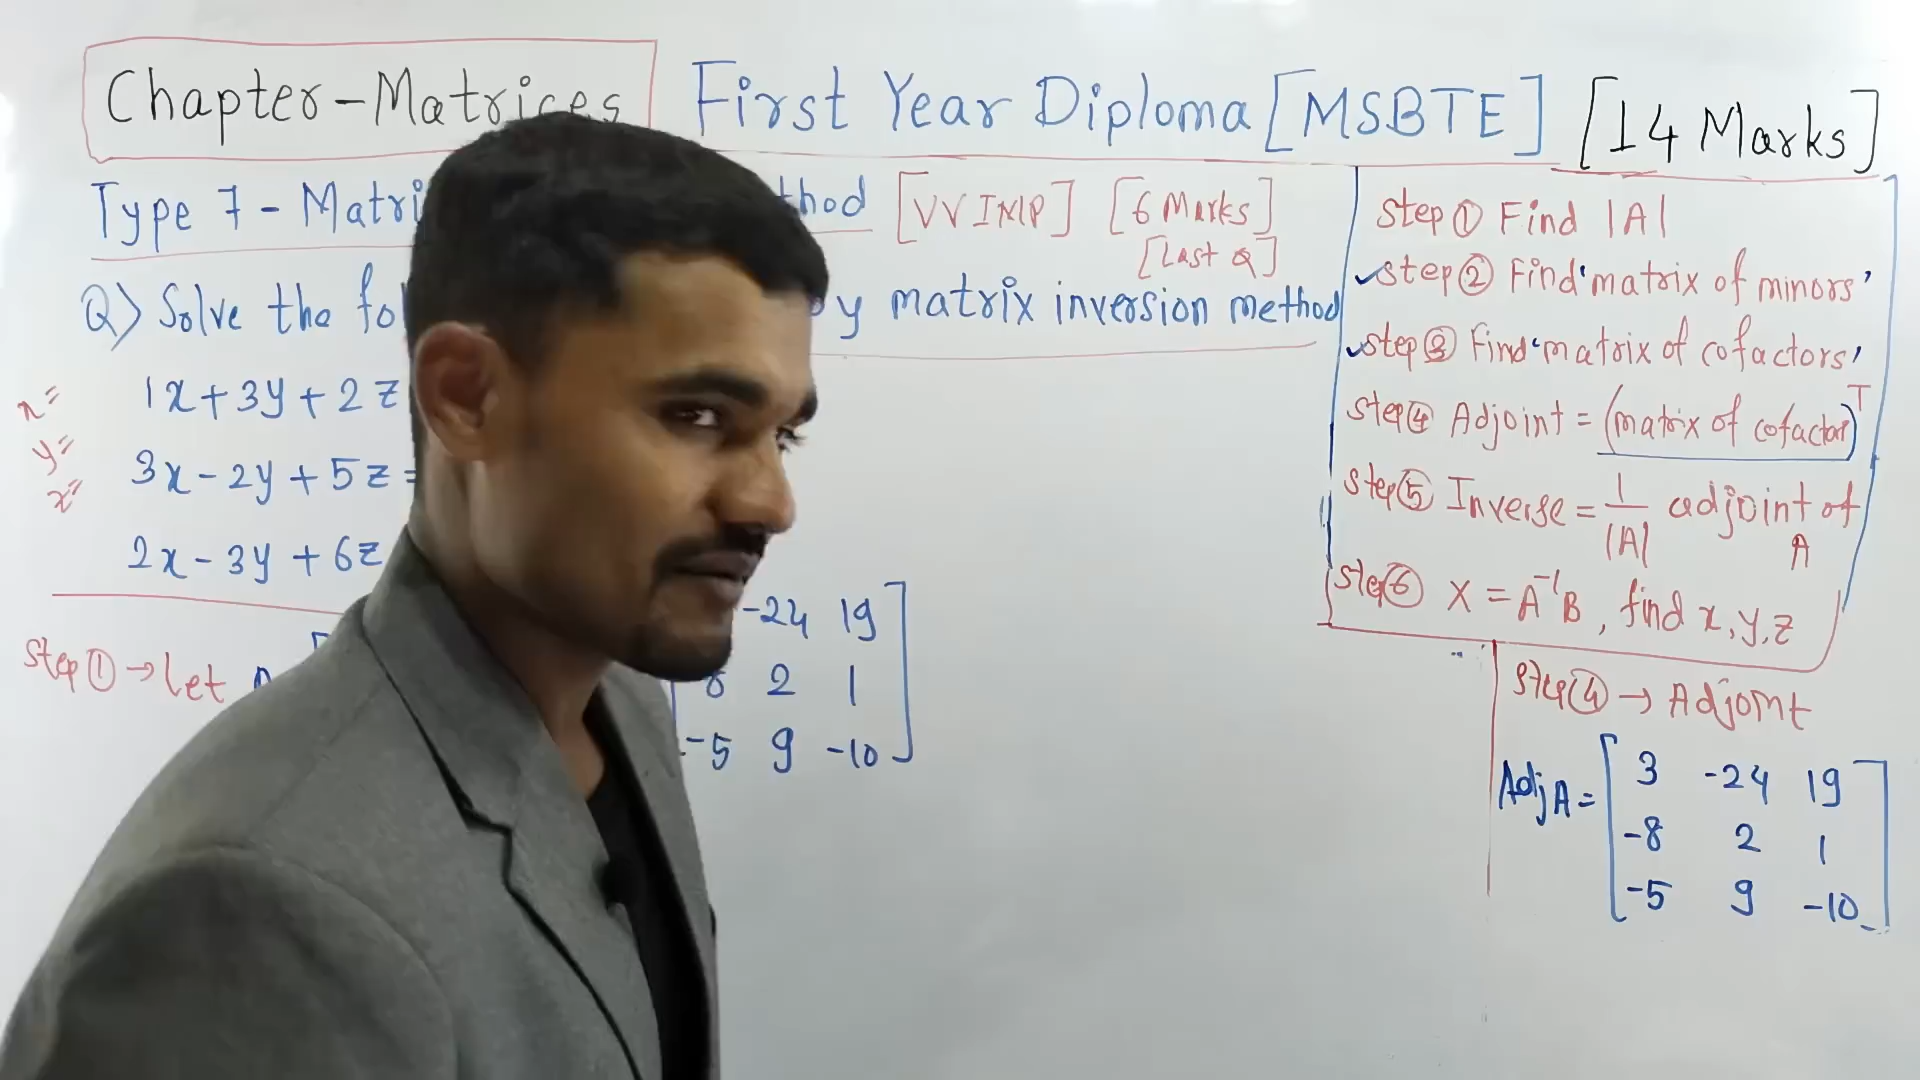 Chapter-Matrices First Year Diploma [MSBTE] [14 Marks]
Type 7 - Matri thod [VVIMP] [6 Marks]
[Last Q]
Q) Solve the fol by matrix inversion method
x= 1x+3y+2z
y= 3x-2y+5z=
x= 2x-3y+6z
Step ① → let
-24 19
8 2 1
-5 9 -10
Step ① Find |A|
✓step ② Find 'matrix of minors'
✓step ③ Find 'matrix of cofactors'
step ④ Adjoint = (matrix of cofactor)^T
step ⑤ Inverse = 1/|A| adjoint of A
step ⑥ X = A^-1 B, find x, y, z
Step ④ → Adjoint
Adj A = [3 -24 19
-8 2 1
-5 9 -10]